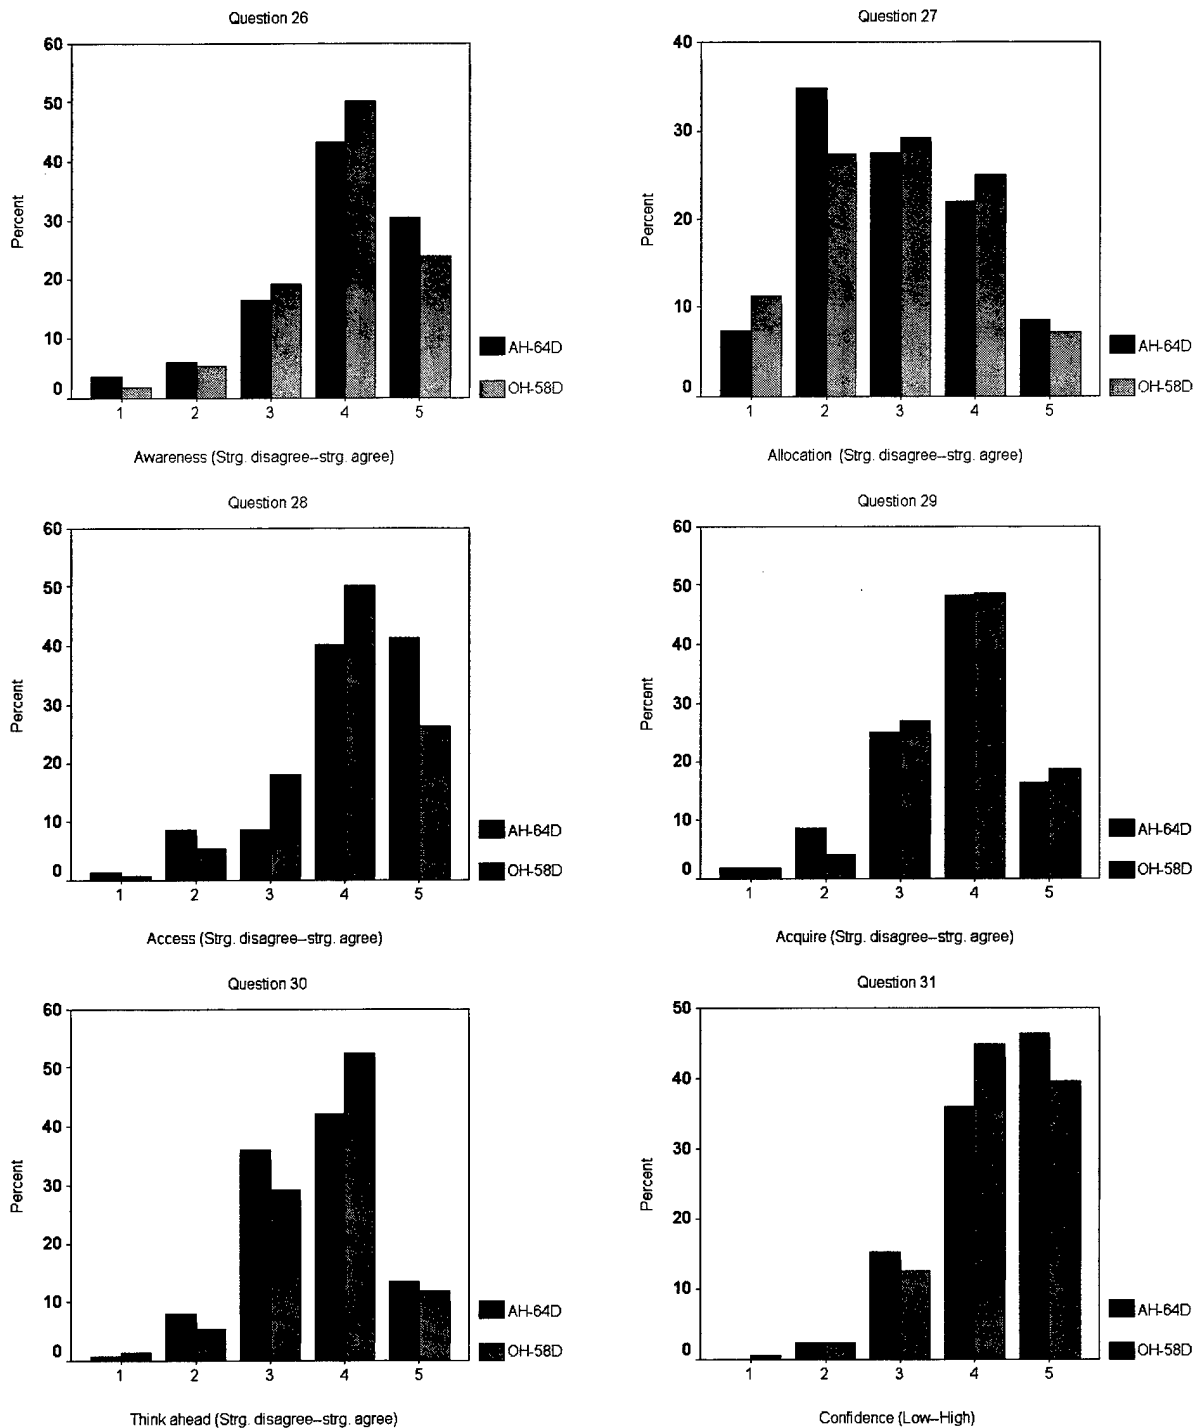 Question 26
Percent
60
50
40
30
20
10
0
1 2 3 4 5
AH-64D
OH-58D
Awareness (Strg. disagree--strg. agree)
Question 27
Percent
40
30
20
10
0
1 2 3 4 5
AH-64D
OH-58D
Allocation (Strg. disagree--strg. agree)
Question 28
Percent
60
50
40
30
20
10
0
1 2 3 4 5
AH-64D
OH-58D
Access (Strg. disagree--strg. agree)
Question 29
Percent
60
50
40
30
20
10
0
1 2 3 4 5
AH-64D
OH-58D
Acquire (Strg. disagree--strg. agree)
Question 30
Percent
60
50
40
30
20
10
0
1 2 3 4 5
AH-64D
OH-58D
Think ahead (Strg. disagree--strg. agree)
Question 31
Percent
50
40
30
20
10
0
1 2 3 4 5
AH-64D
OH-58D
Confidence (Low--High)